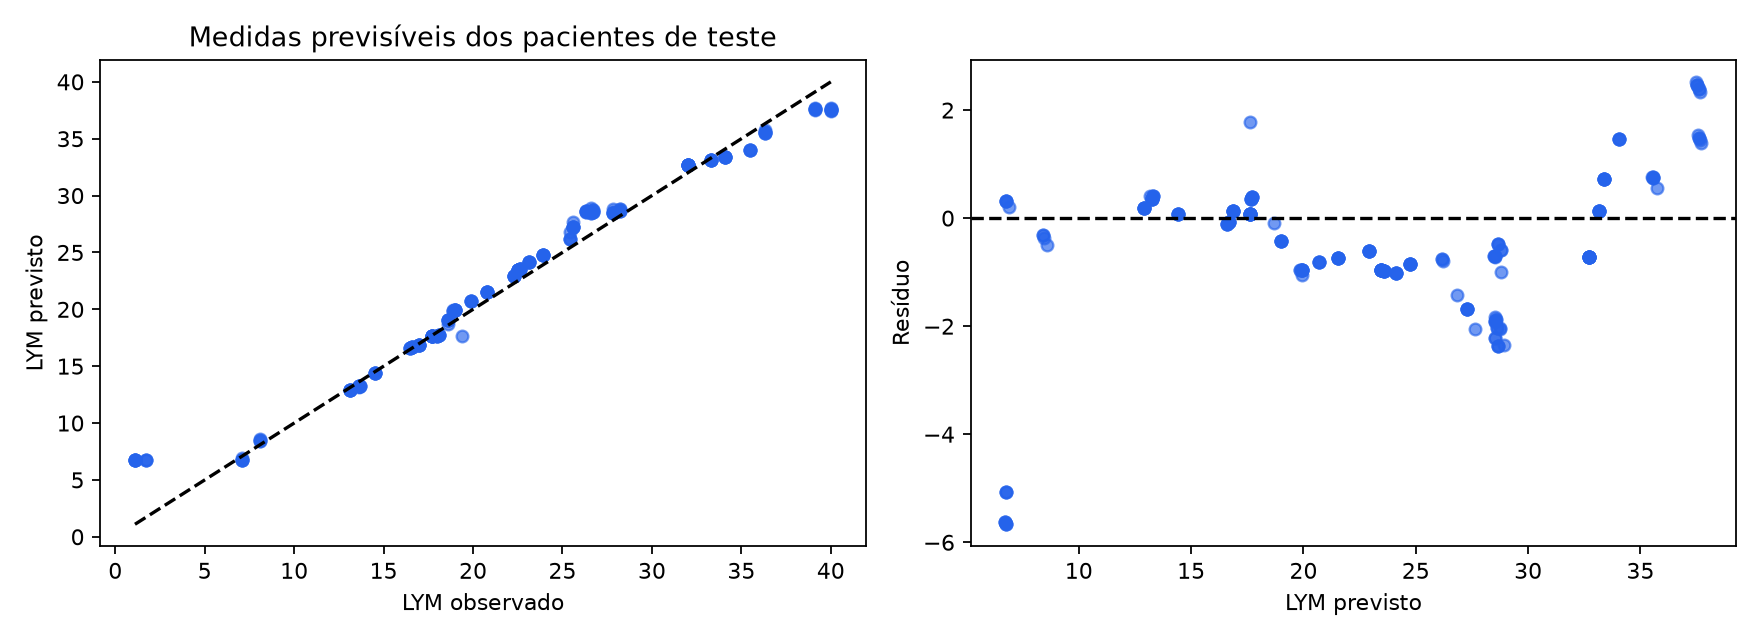 Medidas previsíveis dos pacientes de teste
LYM previsto
40
35
30
25
20
15
10
5
0
0 5 10 15 20 25 30 35 40
LYM observado
Resíduo
2
0
−2
−4
−6
10 15 20 25 30 35
LYM previsto